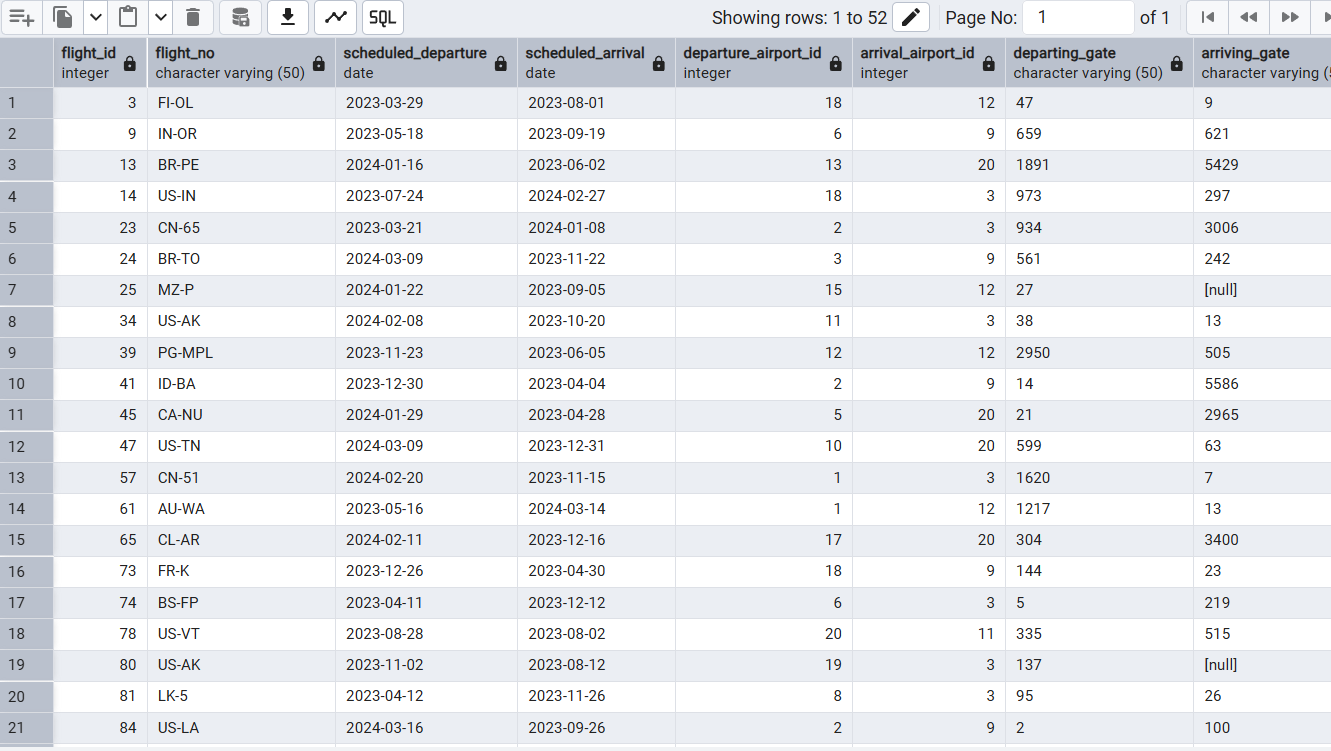 SQL Showing rows: 1 to 52 Page No: 1 of 1
flight_id flight_no scheduled_departure scheduled_arrival departure_airport_id arrival_airport_id departing_gate arriving_gate
integer character varying (50) date date integer integer character varying (50) character varying
1 3 FI-OL 2023-03-29 2023-08-01 18 12 47 9
2 9 IN-OR 2023-05-18 2023-09-19 6 9 659 621
3 13 BR-PE 2024-01-16 2023-06-02 13 20 1891 5429
4 14 US-IN 2023-07-24 2024-02-27 18 3 973 297
5 23 CN-65 2023-03-21 2024-01-08 2 3 934 3006
6 24 BR-TO 2024-03-09 2023-11-22 3 9 561 242
7 25 MZ-P 2024-01-22 2023-09-05 15 12 27 [null]
8 34 US-AK 2024-02-08 2023-10-20 11 3 38 13
9 39 PG-MPL 2023-11-23 2023-06-05 12 12 2950 505
10 41 ID-BA 2023-12-30 2023-04-04 2 9 14 5586
11 45 CA-NU 2024-01-29 2023-04-28 5 20 21 2965
12 47 US-TN 2024-03-09 2023-12-31 10 20 599 63
13 57 CN-51 2024-02-20 2023-11-15 1 3 1620 7
14 61 AU-WA 2023-05-16 2024-03-14 1 12 1217 13
15 65 CL-AR 2024-02-11 2023-12-16 17 20 304 3400
16 73 FR-K 2023-12-26 2023-04-30 18 9 144 23
17 74 BS-FP 2023-04-11 2023-12-12 6 3 5 219
18 78 US-VT 2023-08-28 2023-08-02 20 11 335 515
19 80 US-AK 2023-11-02 2023-08-12 19 3 137 [null]
20 81 LK-5 2023-04-12 2023-11-26 8 3 95 26
21 84 US-LA 2024-03-16 2023-09-26 2 9 2 100